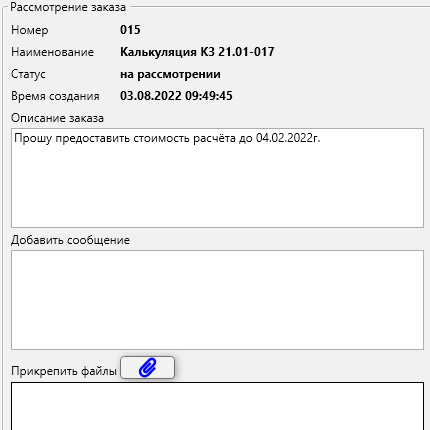 Рассмотрение заказа
Номер 015
Наименование Калькуляция КЗ 21.01-017
Статус на рассмотрении
Время создания 03.08.2022 09:49:45
Описание заказа
Прошу предоставить стоимость расчёта до 04.02.2022г.
Добавить сообщение
Прикрепить файлы